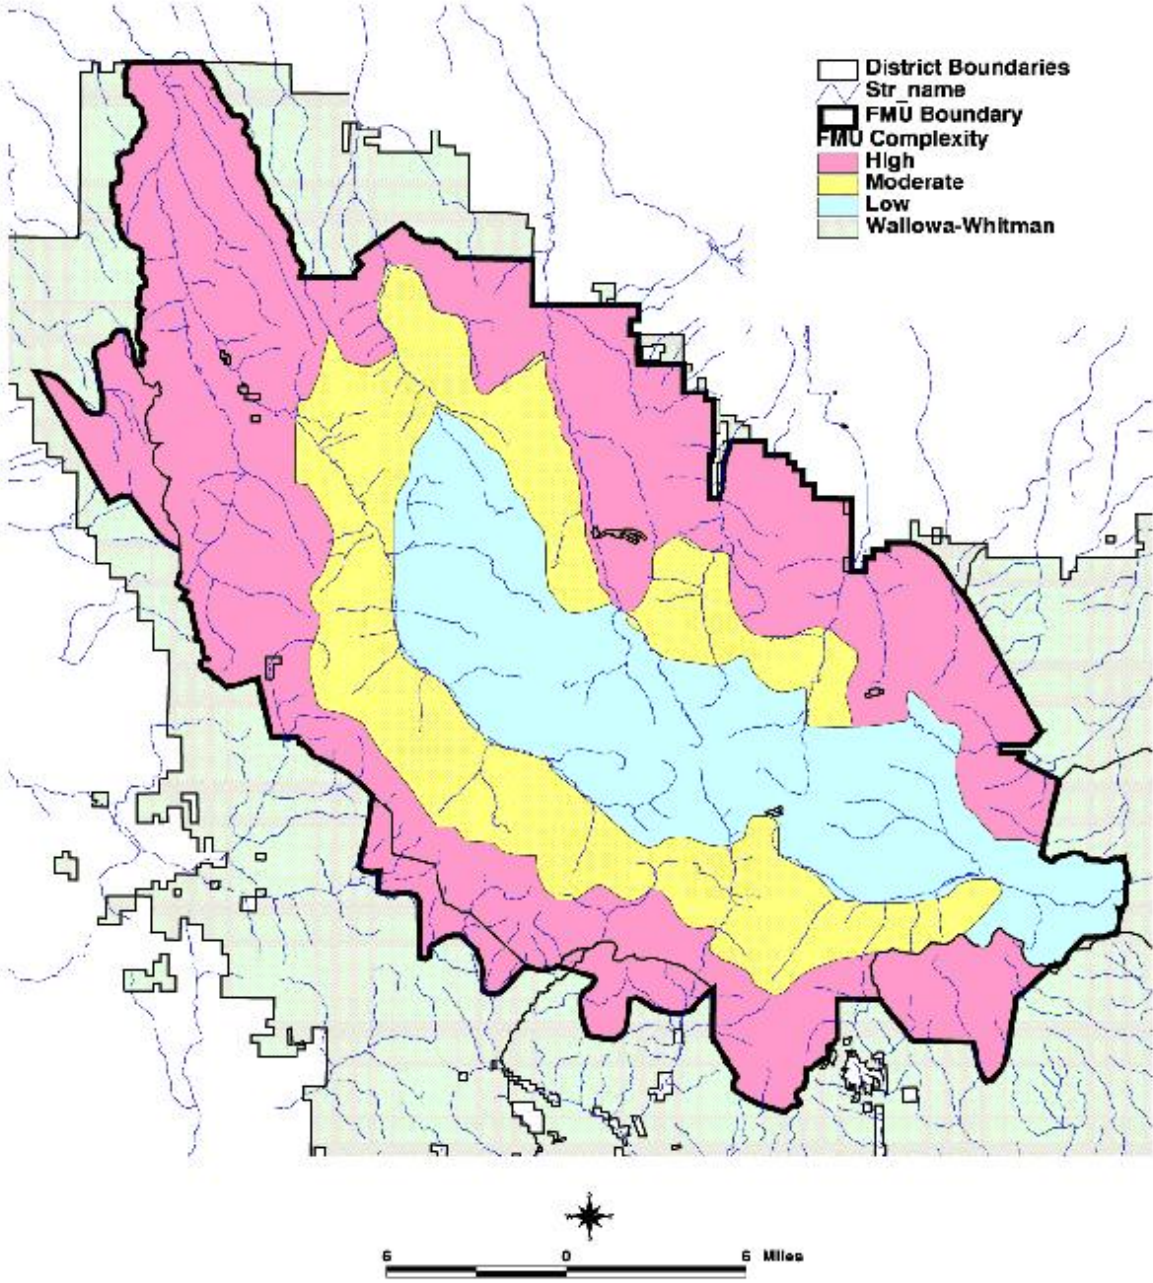 District Boundaries
Str_name
FMU Boundary
FMU Complexity
High
Moderate
Low
Wallowa-Whitman
6 0 6 Miles